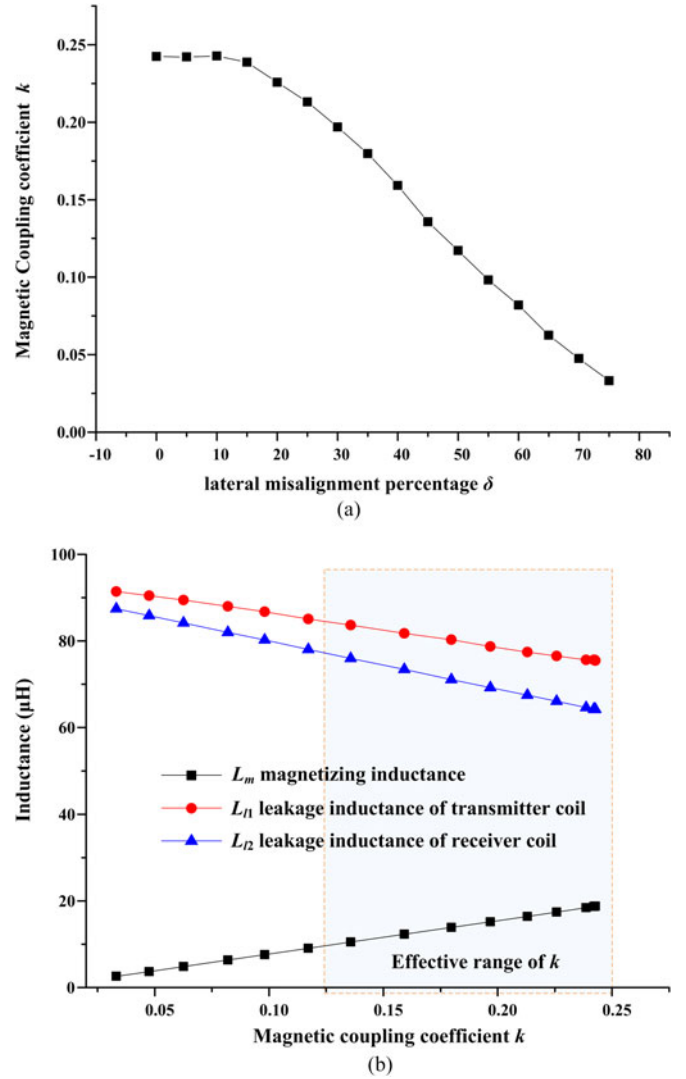 0.25
0.20
0.15
0.10
0.05
0.00
Magnetic Coupling coefficient k
-10 0 10 20 30 40 50 60 70 80
lateral misalignment percentage δ
(a)
100
80
60
40
20
0
Inductance (μH)
Lm magnetizing inductance
Ll1 leakage inductance of transmitter coil
Ll2 leakage inductance of receiver coil
Effective range of k
0.05 0.10 0.15 0.20 0.25
Magnetic coupling coefficient k
(b)